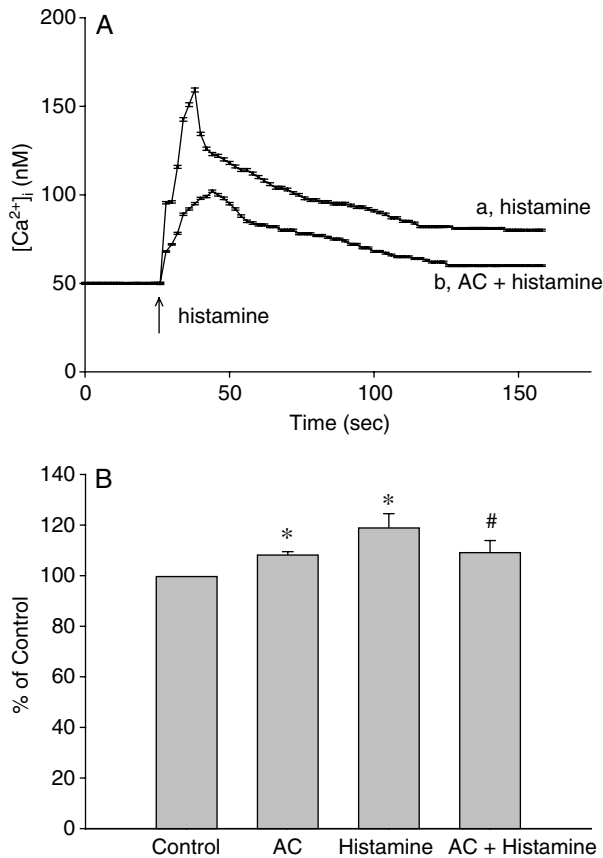 A
200
150
100
50
0
[Ca²⁺]ᵢ (nM)
a, histamine
b, AC + histamine
histamine
0 50 100 150
Time (sec)
B
140
120
100
80
60
40
20
0
% of Control
* * #
Control AC Histamine AC + Histamine